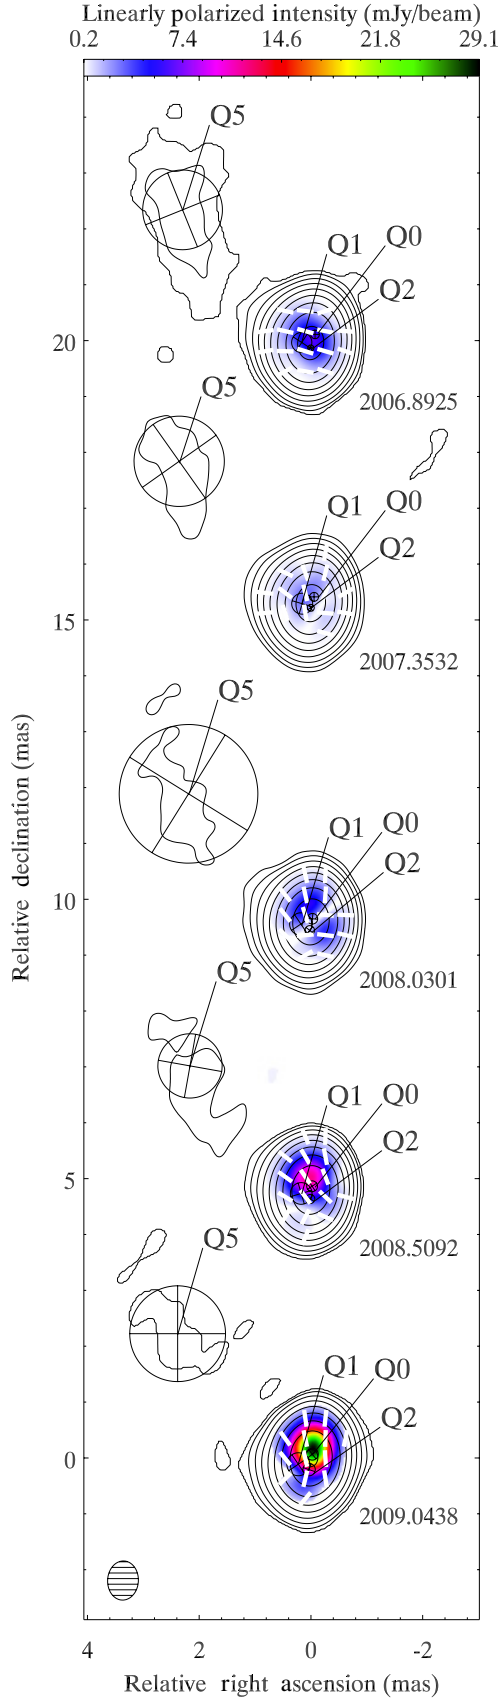 Linearly polarized intensity (mJy/beam)
0.2 7.4 14.6 21.8 29.1
Q5
Q1 Q0
Q2
20
2006.8925
Q5
Q1 Q0
Q2
15
2007.3532
Q5
Q1 Q0
Q2
10
2008.0301
Q5
Q1 Q0
Q2
5
2008.5092
Q5
Q1 Q0
Q2
0
2009.0438
Relative declination (mas)
4 2 0 -2
Relative right ascension (mas)